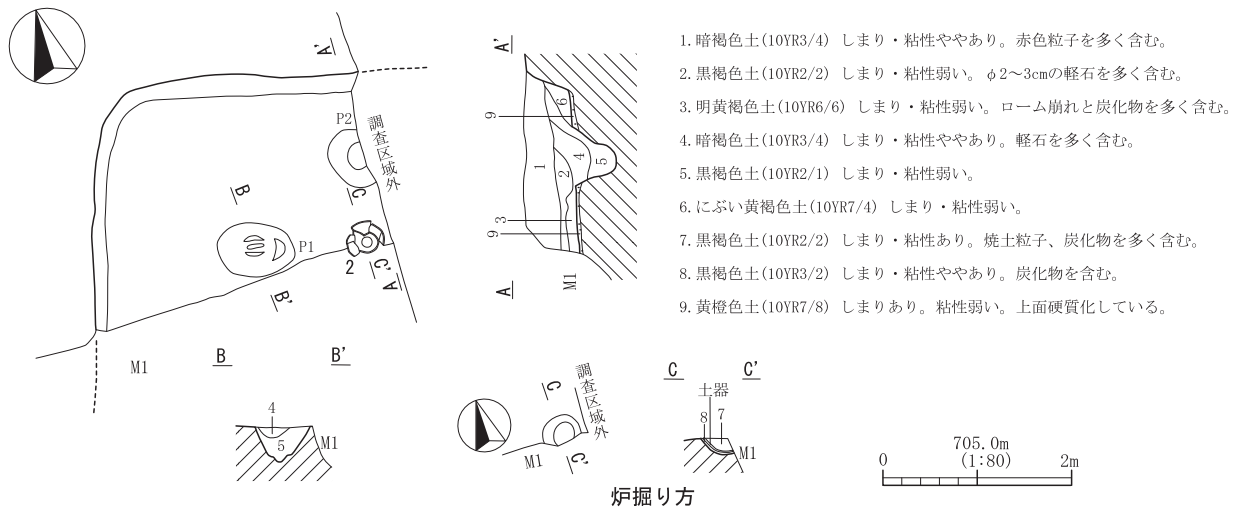 A'
P2
調査区域外
B
C
P1
2
C'
A
B'
M1
B
B'
4
5
M1
A'
9
6
1
2
4
5
3
9
A
M1
1.暗褐色土(10YR3/4) しまり・粘性ややあり。赤色粒子を多く含む。
2.黒褐色土(10YR2/2) しまり・粘性弱い。φ2～3cmの軽石を多く含む。
3.明黄褐色土(10YR6/6) しまり・粘性弱い。ローム崩れと炭化物を多く含む。
4.暗褐色土(10YR3/4) しまり・粘性ややあり。軽石を多く含む。
5.黒褐色土(10YR2/1) しまり・粘性弱い。
6.にぶい黄褐色土(10YR7/4) しまり・粘性弱い。
7.黒褐色土(10YR2/2) しまり・粘性あり。焼土粒子、炭化物を多く含む。
8.黒褐色土(10YR3/2) しまり・粘性ややあり。炭化物を含む。
9.黄橙色土(10YR7/8) しまりあり。粘性弱い。上面硬質化している。
C
調査区域外
M1
C'
C
C'
土器
8
7
M1
炉掘り方
705.0m
0
(1:80)
2m